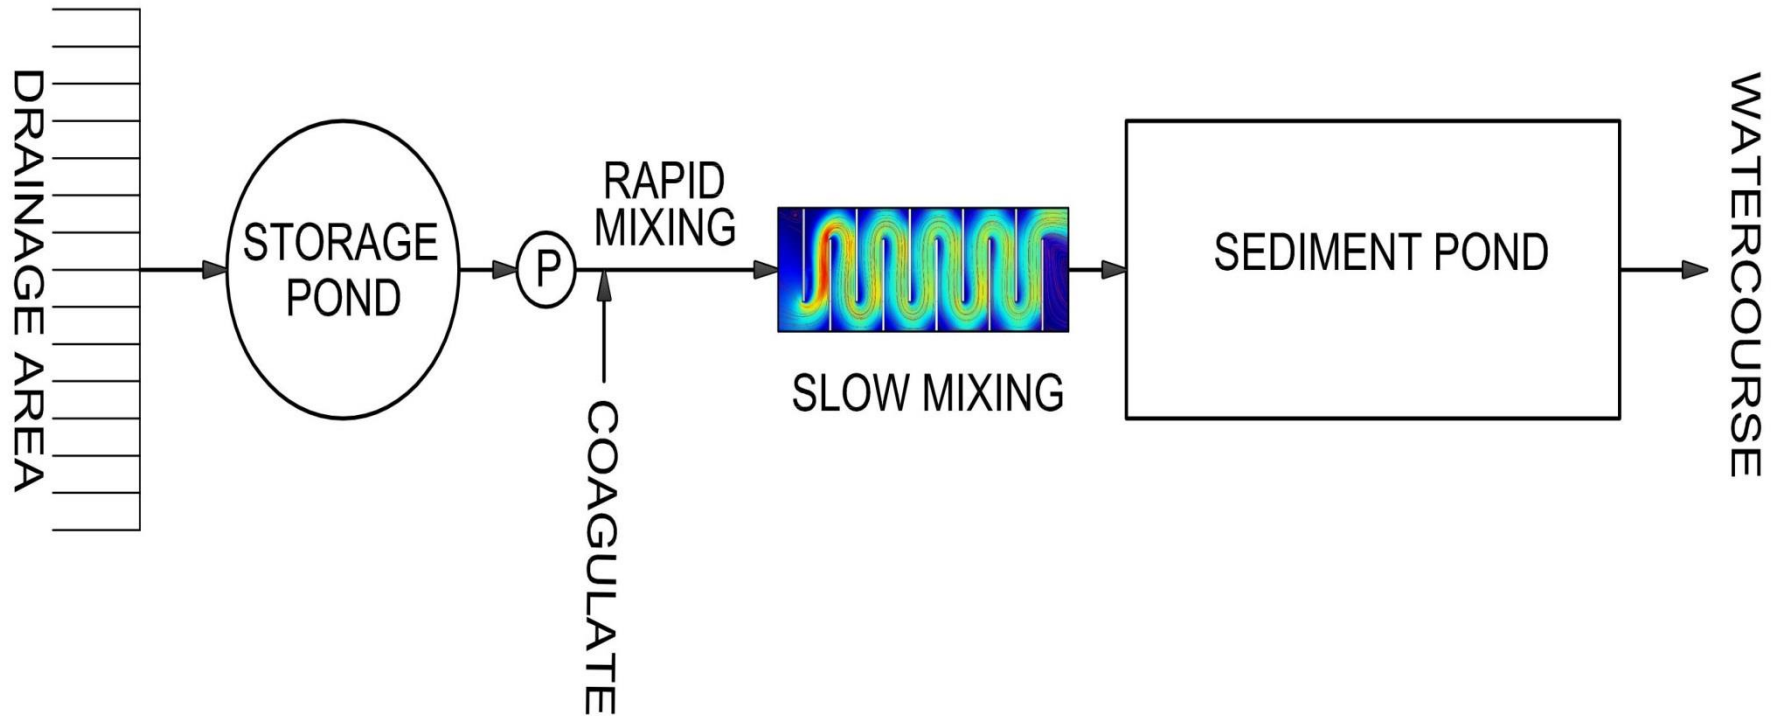 DRAINAGE AREA
STORAGE
POND
P
RAPID
MIXING
COAGULATE
SLOW MIXING
SEDIMENT POND
WATERCOURSE